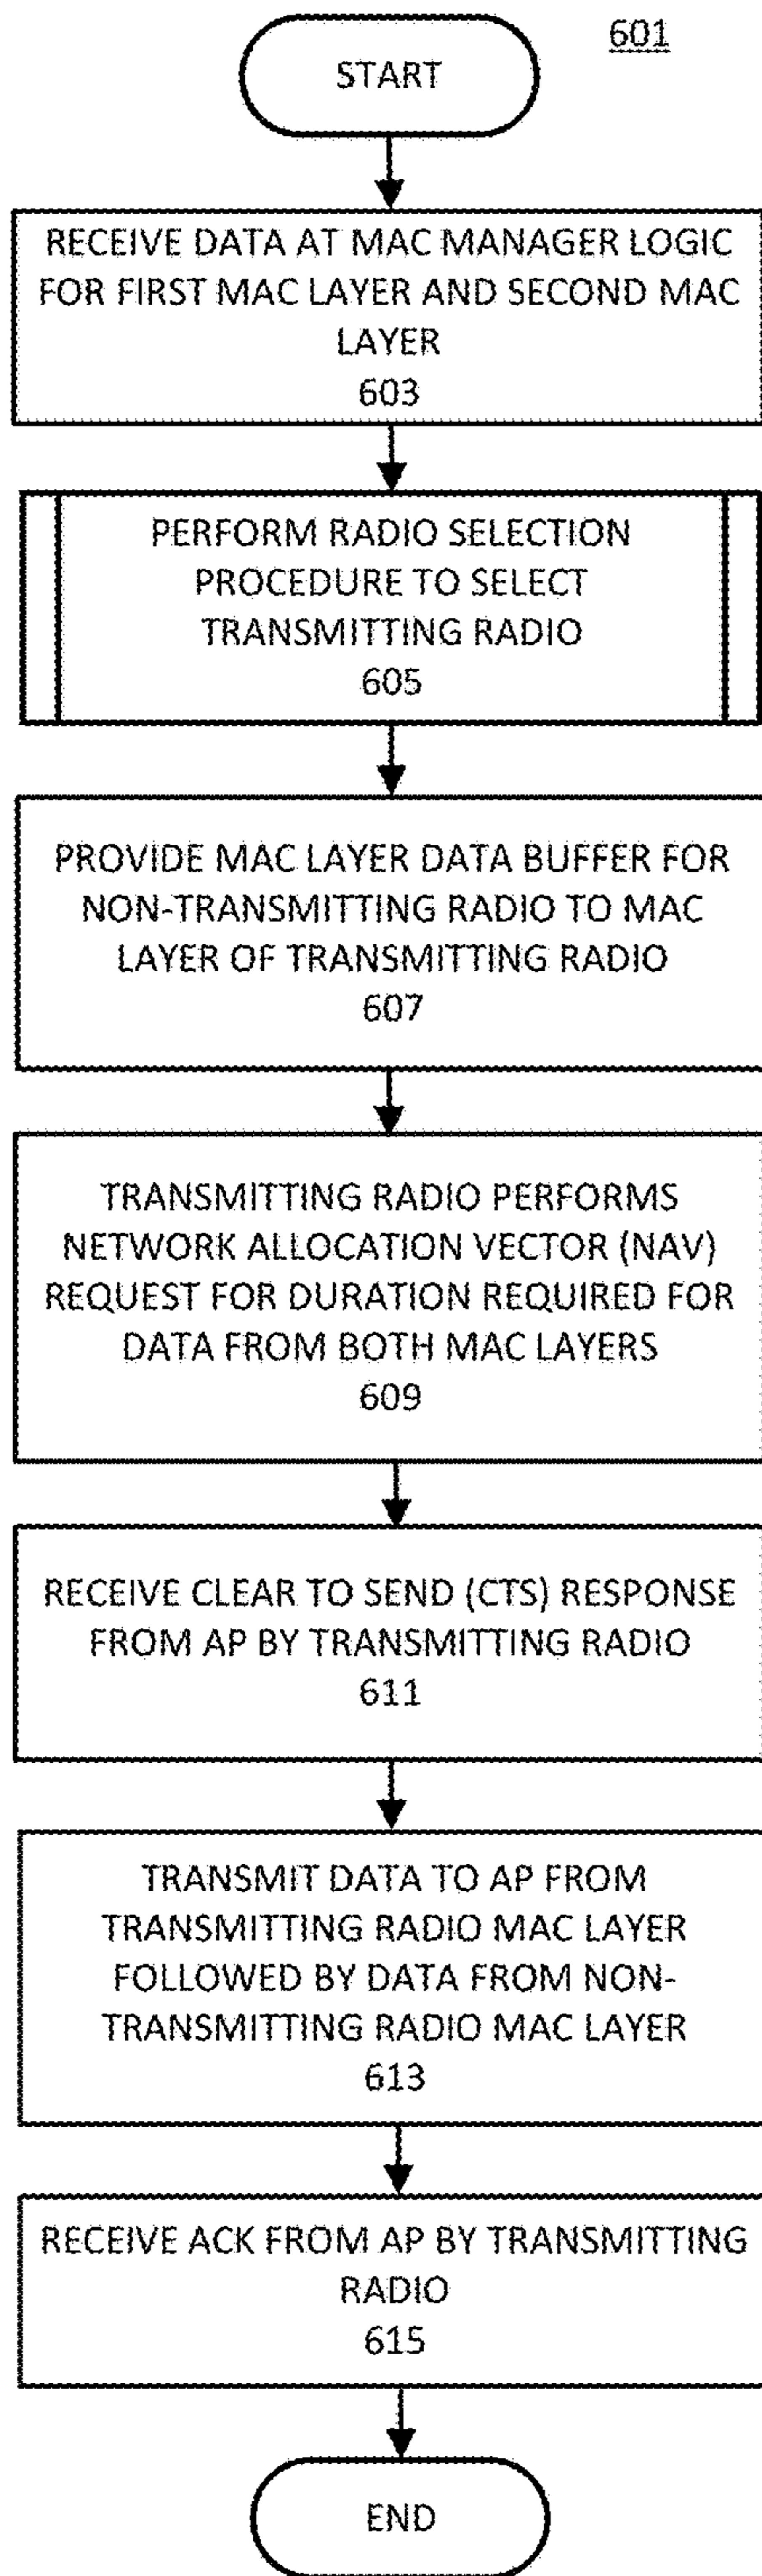 601
START
RECEIVE DATA AT MAC MANAGER LOGIC
FOR FIRST MAC LAYER AND SECOND MAC
LAYER
603
PERFORM RADIO SELECTION
PROCEDURE TO SELECT
TRANSMITTING RADIO
605
PROVIDE MAC LAYER DATA BUFFER FOR
NON-TRANSMITTING RADIO TO MAC
LAYER OF TRANSMITTING RADIO
607
TRANSMITTING RADIO PERFORMS
NETWORK ALLOCATION VECTOR (NAV)
REQUEST FOR DURATION REQUIRED FOR
DATA FROM BOTH MAC LAYERS
609
RECEIVE CLEAR TO SEND (CTS) RESPONSE
FROM AP BY TRANSMITTING RADIO
611
TRANSMIT DATA TO AP FROM
TRANSMITTING RADIO MAC LAYER
FOLLOWED BY DATA FROM NON-
TRANSMITTING RADIO MAC LAYER
613
RECEIVE ACK FROM AP BY TRANSMITTING
RADIO
615
END